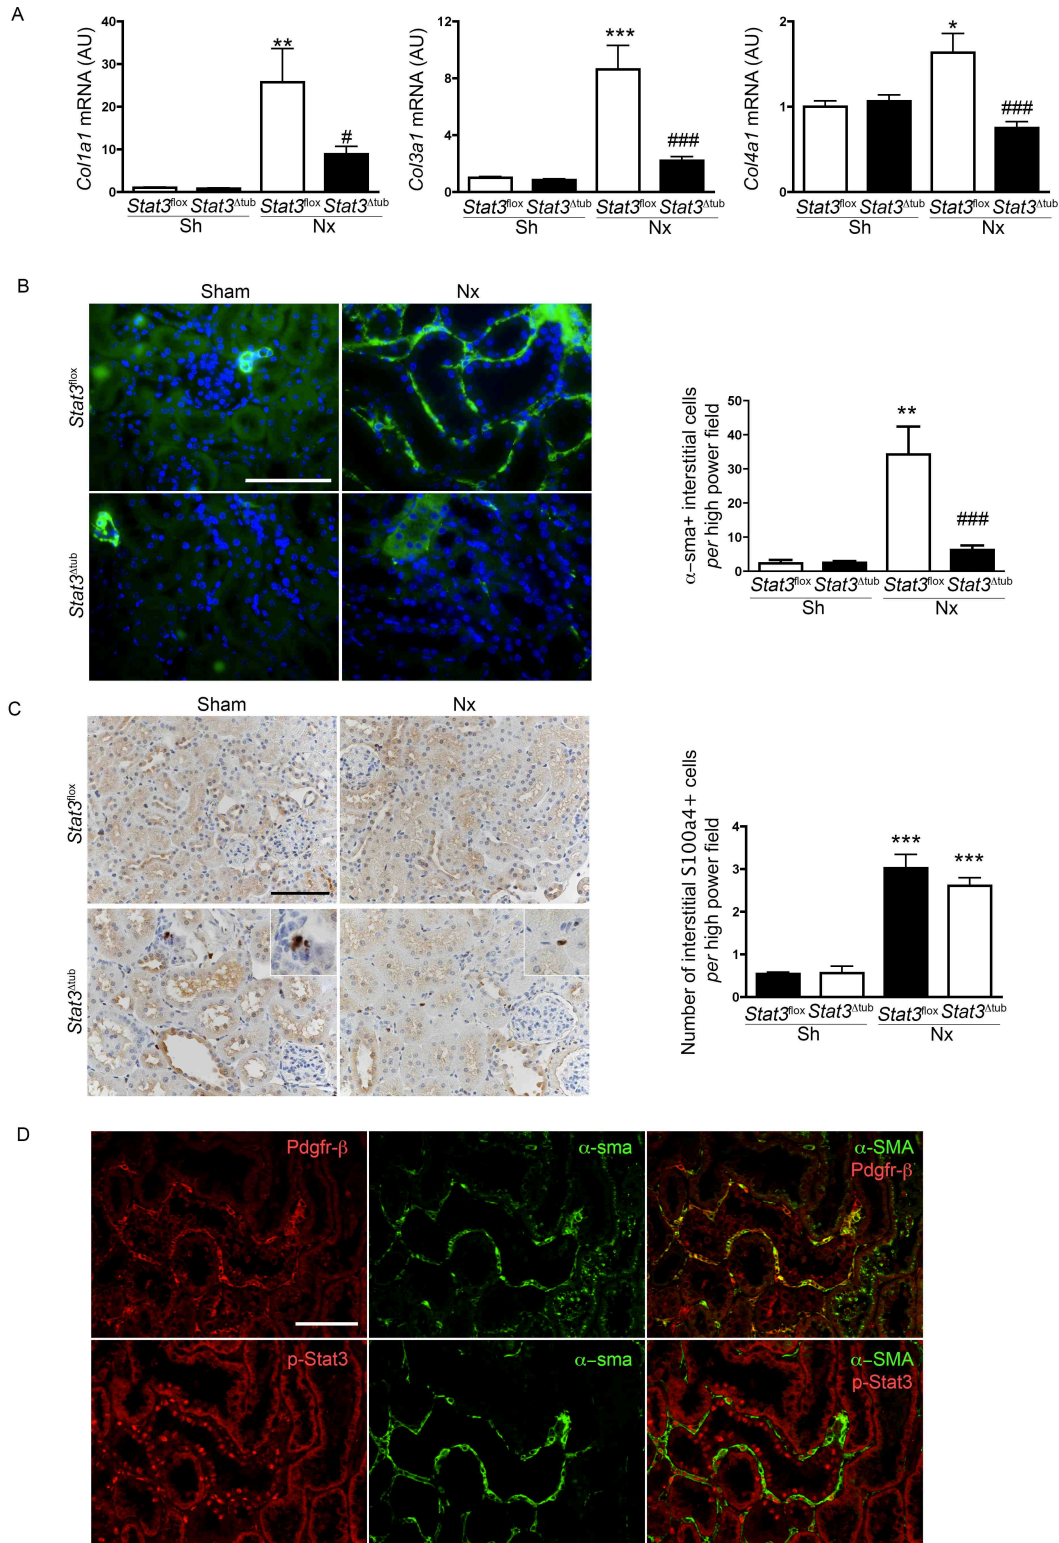 A
Col1a1 mRNA (AU)
40
30
20
10
0
**
#
Stat3flox Stat3Δtub Stat3flox Stat3Δtub
Sh Nx
Col3a1 mRNA (AU)
12
8
4
0
***
###
Stat3flox Stat3Δtub Stat3flox Stat3Δtub
Sh Nx
Col4a1 mRNA (AU)
2
1
0
*
###
Stat3flox Stat3Δtub Stat3flox Stat3Δtub
Sh Nx
B
Sham Nx
Stat3flox
Stat3Δtub
α–sma+ interstitial cells
per high power field
50
40
30
20
10
0
**
###
Stat3flox Stat3Δtub Stat3flox Stat3Δtub
Sh Nx
C
Sham Nx
Stat3flox
Stat3Δtub
Number of interstitial S100a4+ cells
per high power field
4
3
2
1
0
***
***
Stat3flox Stat3Δtub Stat3flox Stat3Δtub
Sh Nx
D
Pdgfr-β
α-sma
α-SMA
Pdgfr-β
p-Stat3
α–sma
α-SMA
p-Stat3